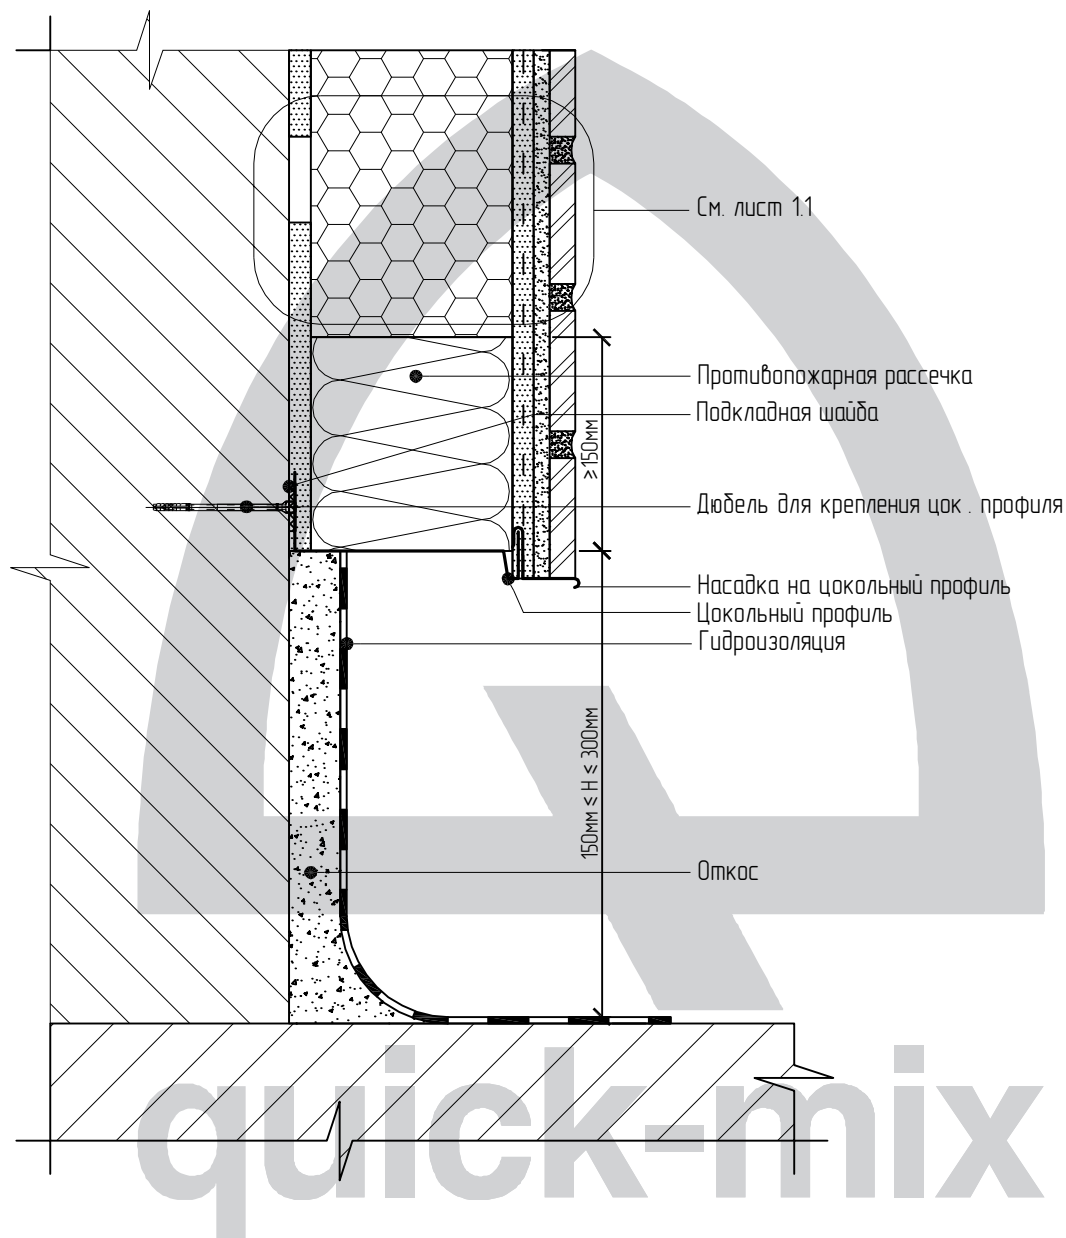 См. лист 1.1
Противопожарная рассечка
Подкладная шайба
≥150мм
Дюбель для крепления цок. профиля
Насадка на цокольный профиль
Цокольный профиль
Гидроизоляция
150мм ≤ Н ≤ 300мм
Откос
quick-mix